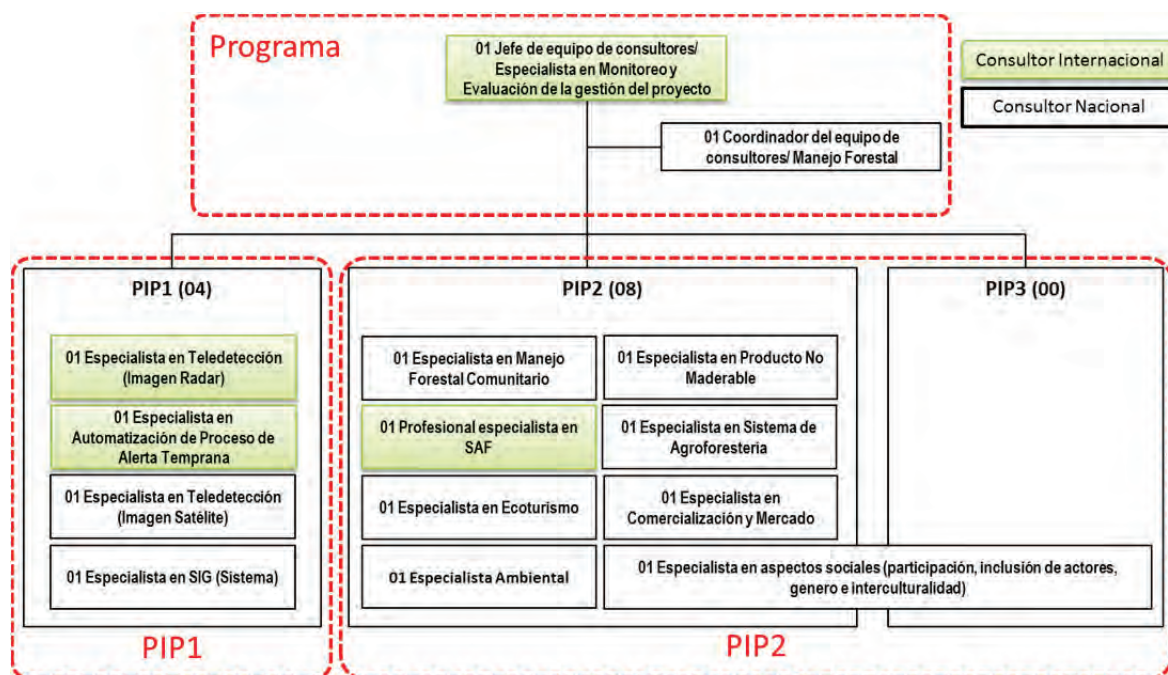 Programa
01 Jefe de equipo de consultores/
Especialista en Monitoreo y
Evaluación de la gestión del proyecto
Consultor Internacional
Consultor Nacional
01 Coordinador del equipo de
consultores/ Manejo Forestal
PIP1 (04)
01 Especialista en Teledetección
(Imagen Radar)
01 Especialista en
Automatización de Proceso de
Alerta Temprana
01 Especialista en Teledetección
(Imagen Satélite)
01 Especialista en SIG (Sistema)
PIP1
PIP2 (08)
01 Especialista en Manejo
Forestal Comunitario
01 Especialista en Producto No
Maderable
01 Profesional especialista en
SAF
01 Especialista en Sistema de
Agroforesteria
01 Especialista en Ecoturismo
01 Especialista en
Comercialización y Mercado
01 Especialista Ambiental
01 Especialista en aspectos sociales (participación, inclusión de actores,
genero e interculturalidad)
PIP3 (00)
PIP2